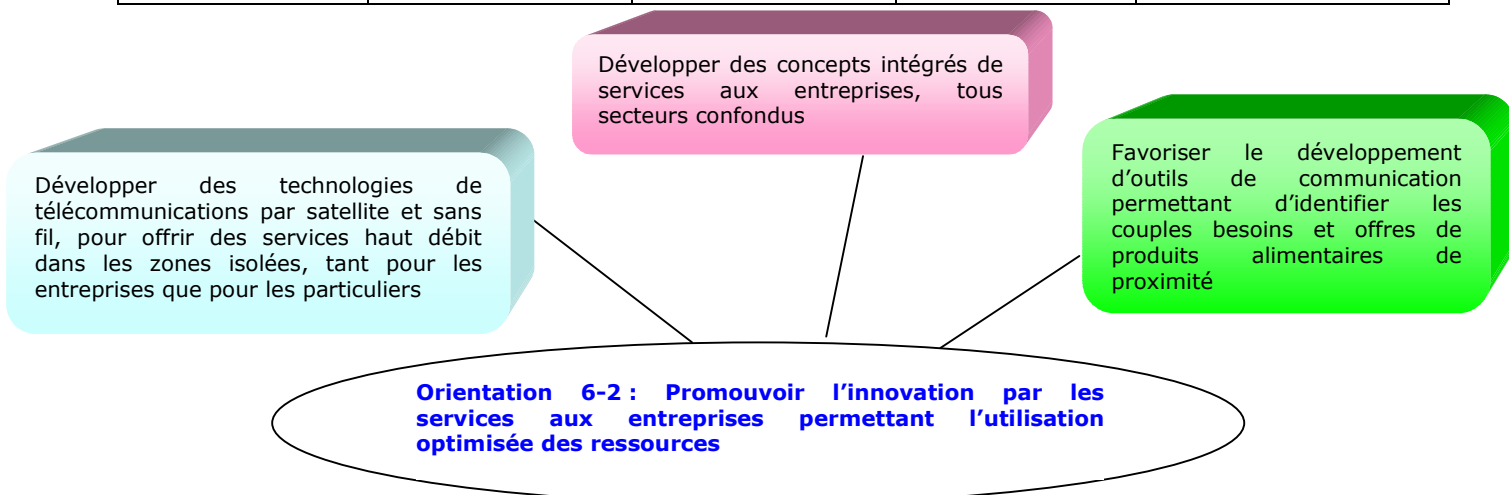 Développer des concepts intégrés de
services aux entreprises, tous
secteurs confondus
Développer des technologies de
télécommunications par satellite et sans
fil, pour offrir des services haut débit
dans les zones isolées, tant pour les
entreprises que pour les particuliers
Favoriser le développement
d’outils de communication
permettant d’identifier les
couples besoins et offres de
produits alimentaires de
proximité
Orientation 6-2 : Promouvoir l’innovation par les
services aux entreprises permettant l’utilisation
optimisée des ressources